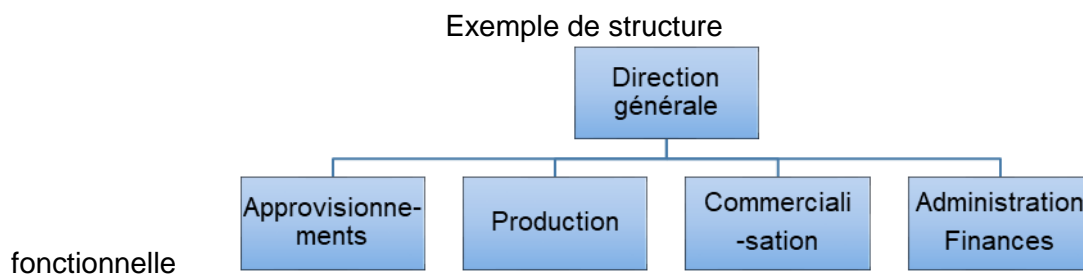 Exemple de structure
fonctionnelle
Direction
générale
Approvisionne-
ments
Production
Commerciali
-sation
Administration
Finances